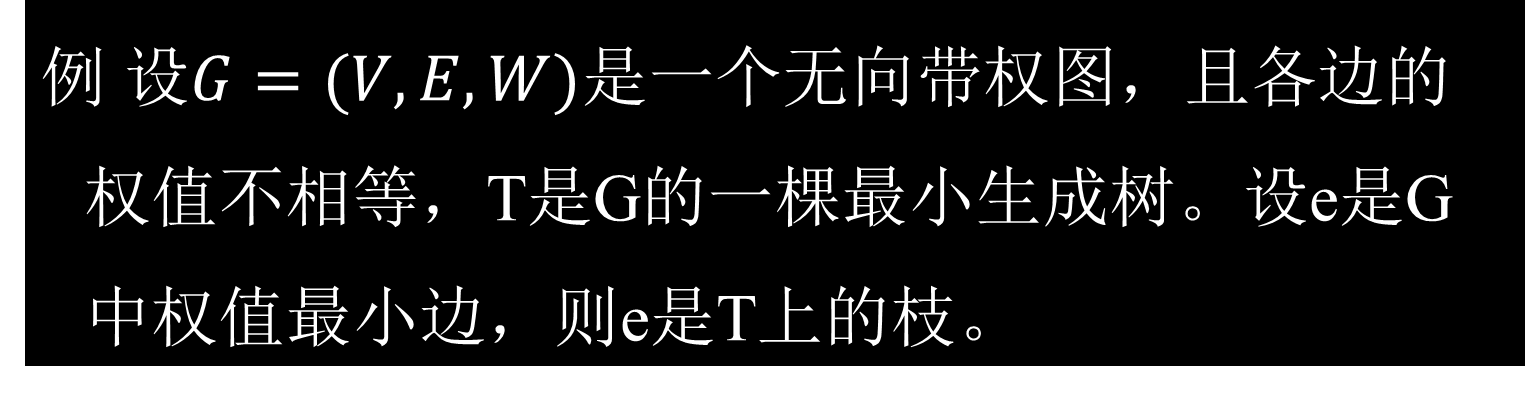 例 设G = (V, E, W)是一个无向带权图，且各边的
权值不相等，T是G的一棵最小生成树。设e是G
中权值最小边，则e是T上的枝。